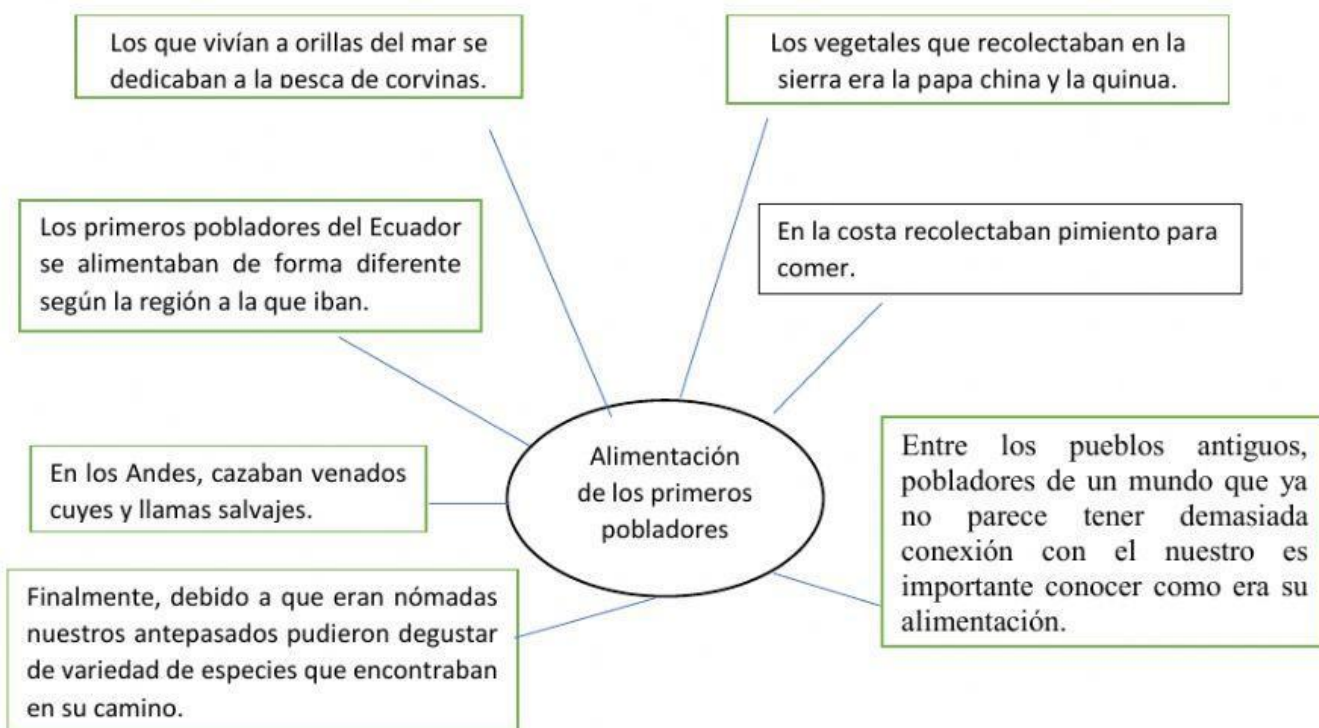 Los que vivían a orillas del mar se
dedicaban a la pesca de corvinas.
Los vegetales que recolectaban en la
sierra era la papa china y la quinua.
Los primeros pobladores del Ecuador
se alimentaban de forma diferente
según la región a la que iban.
En la costa recolectaban pimiento para
comer.
Alimentación
de los primeros
pobladores
En los Andes, cazaban venados
cuyes y llamas salvajes.
Entre los pueblos antiguos,
pobladores de un mundo que ya
no parece tener demasiada
conexión con el nuestro es
importante conocer como era su
alimentación.
Finalmente, debido a que eran nómadas
nuestros antepasados pudieron degustar
de variedad de especies que encontraban
en su camino.